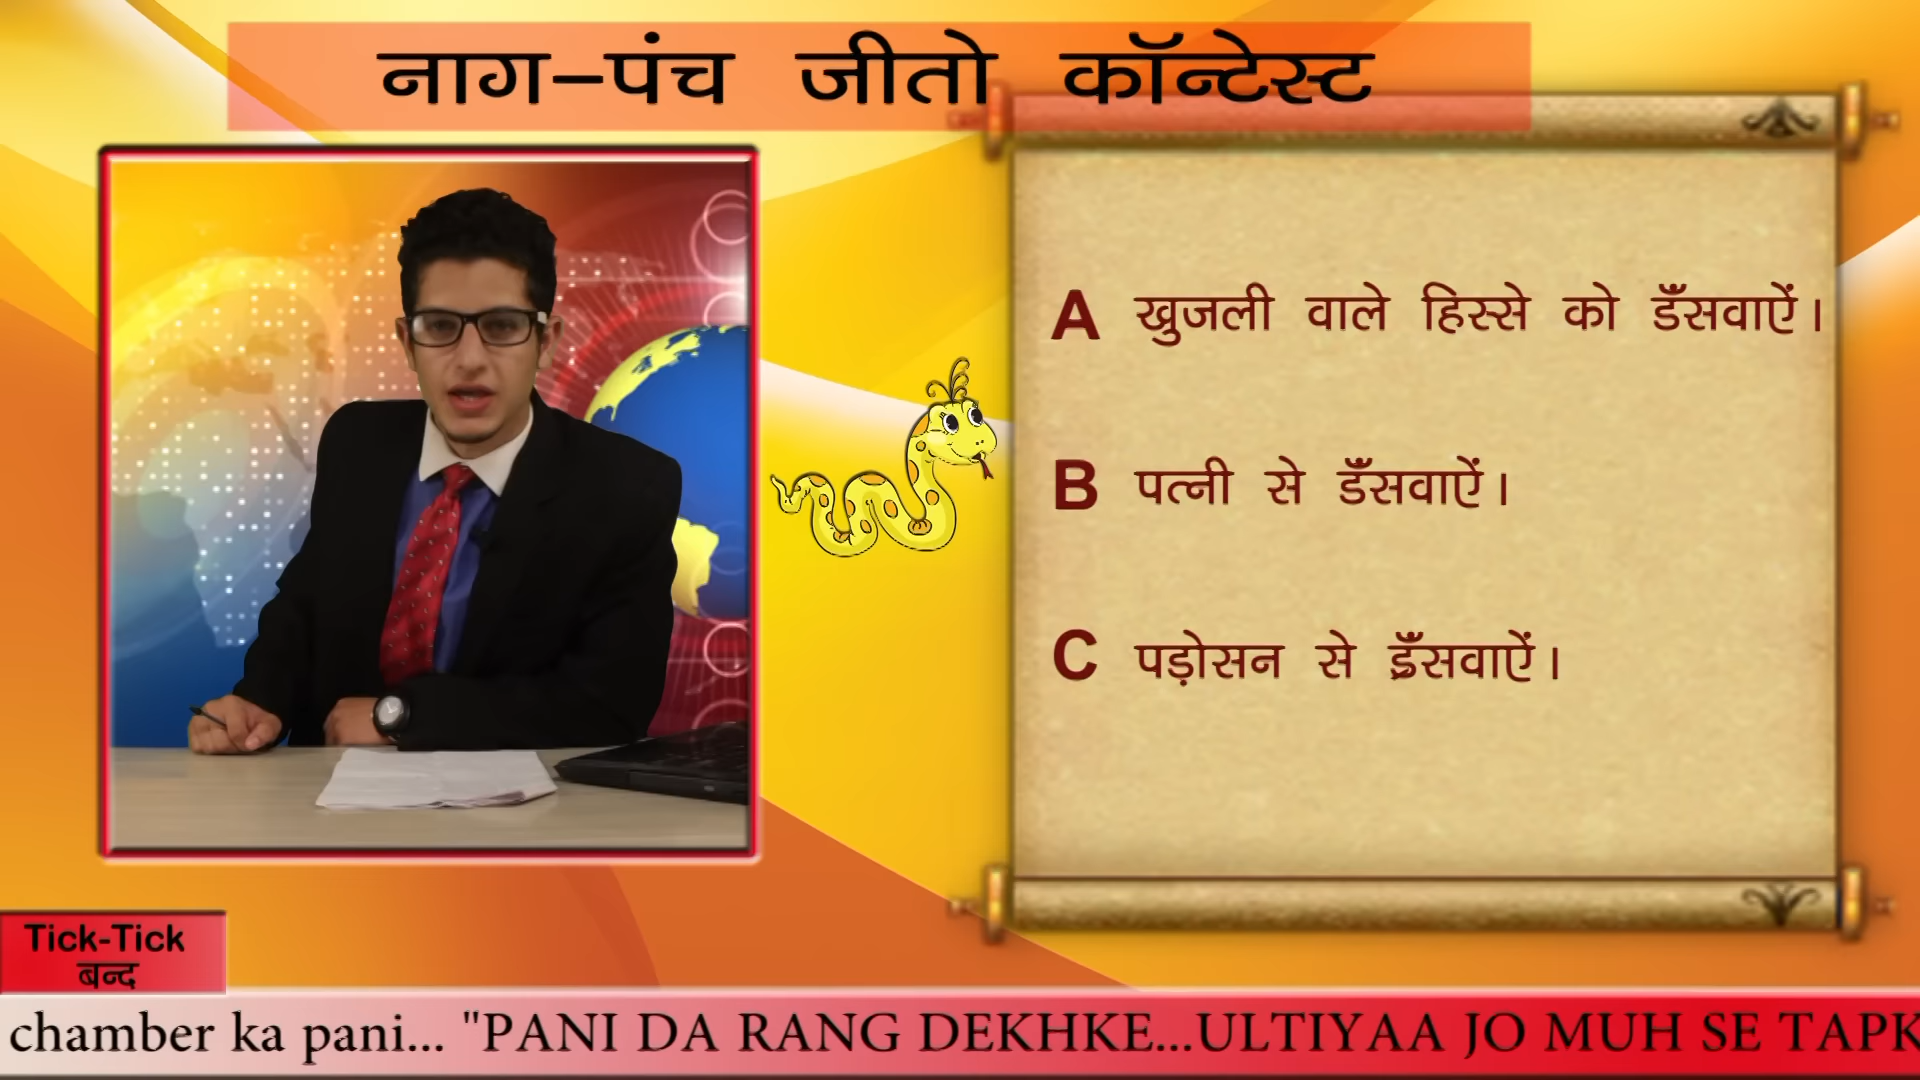 नाग–पंच जीतो कॉन्टेस्ट
A खुजली वाले हिस्से को डँसवाऐं।
B पत्नी से डँसवाऐं।
C पड़ोसन से डँसवाऐं।
Tick-Tick
बन्द
chamber ka pani... "PANI DA RANG DEKHKE...ULTIYAA JO MUH SE TAPK